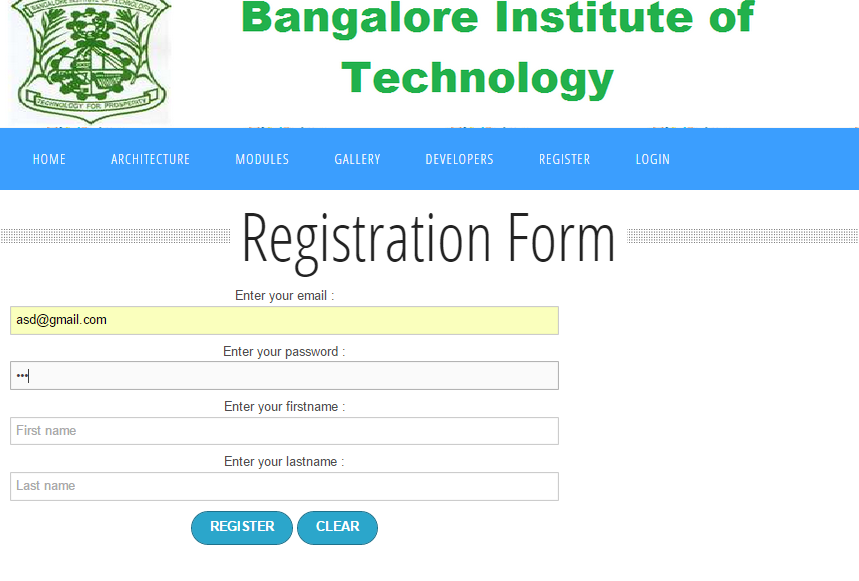 BANGALORE INSTITUTE OF TECHNOLOGY
TECHNOLOGY FOR PROSPERITY
Bangalore Institute of
Technology
HOME ARCHITECTURE MODULES GALLERY DEVELOPERS REGISTER LOGIN
Registration Form
Enter your email :
asd@gmail.com
Enter your password :
•••
Enter your firstname :
First name
Enter your lastname :
Last name
REGISTER CLEAR